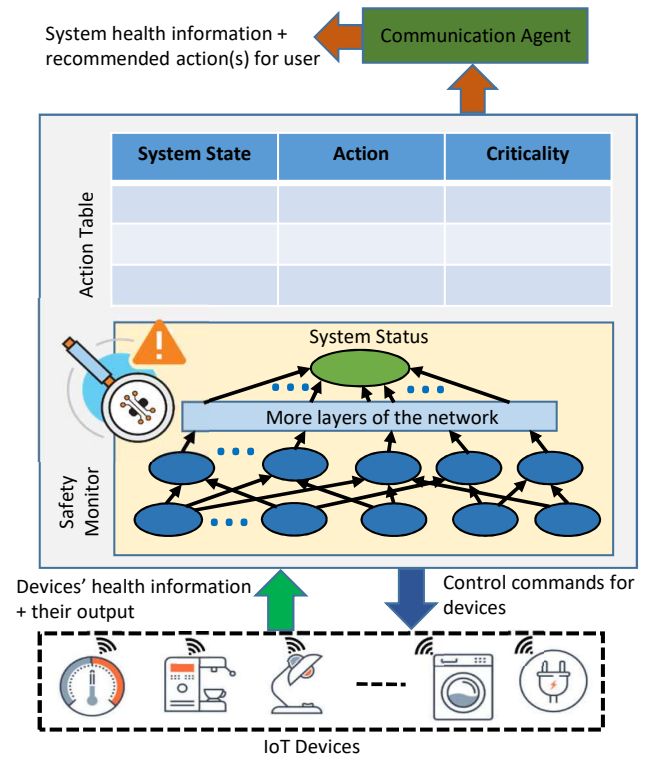 System health information +
recommended action(s) for user
Communication Agent
System State
Action
Criticality
Action Table
System Status
More layers of the network
Safety
Monitor
Devices' health information
+ their output
Control commands for
devices
IoT Devices